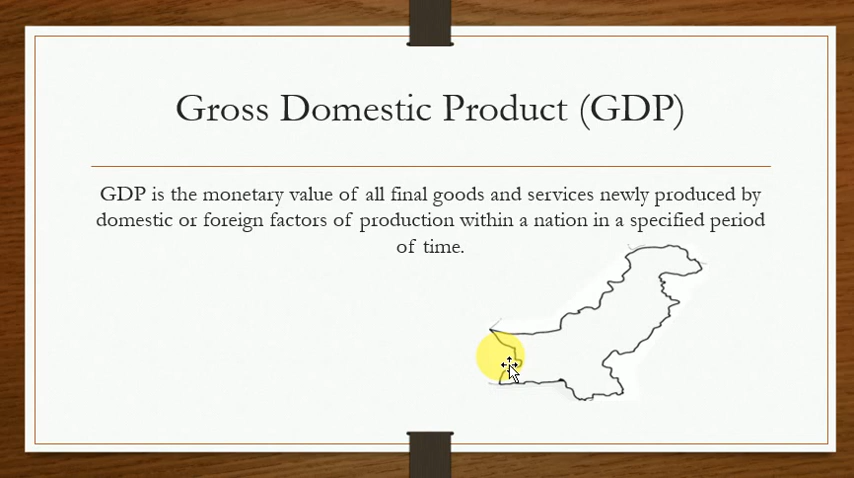 Gross Domestic Product (GDP)
GDP is the monetary value of all final goods and services newly produced by
domestic or foreign factors of production within a nation in a specified period
of time.